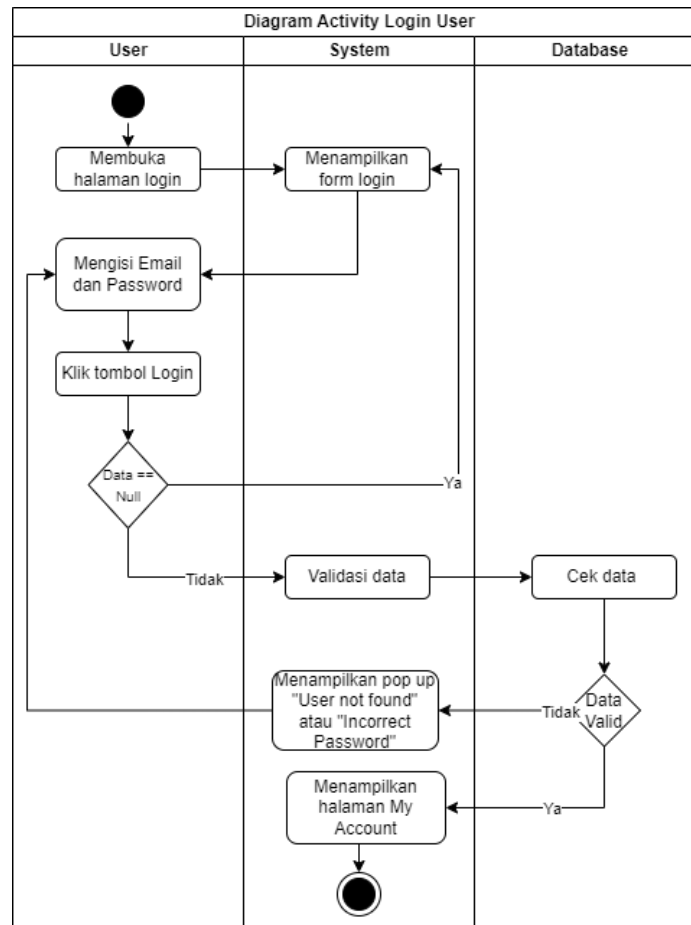 Diagram Activity Login User
User
System
Database
Membuka
halaman login
Menampilkan
form login
Mengisi Email
dan Password
Klik tombol Login
Data ==
Null
Ya
Tidak
Validasi data
Cek data
Menampilkan pop up
"User not found"
atau "Incorrect
Password"
Tidak
Data
Valid
Menampilkan
halaman My
Account
Ya